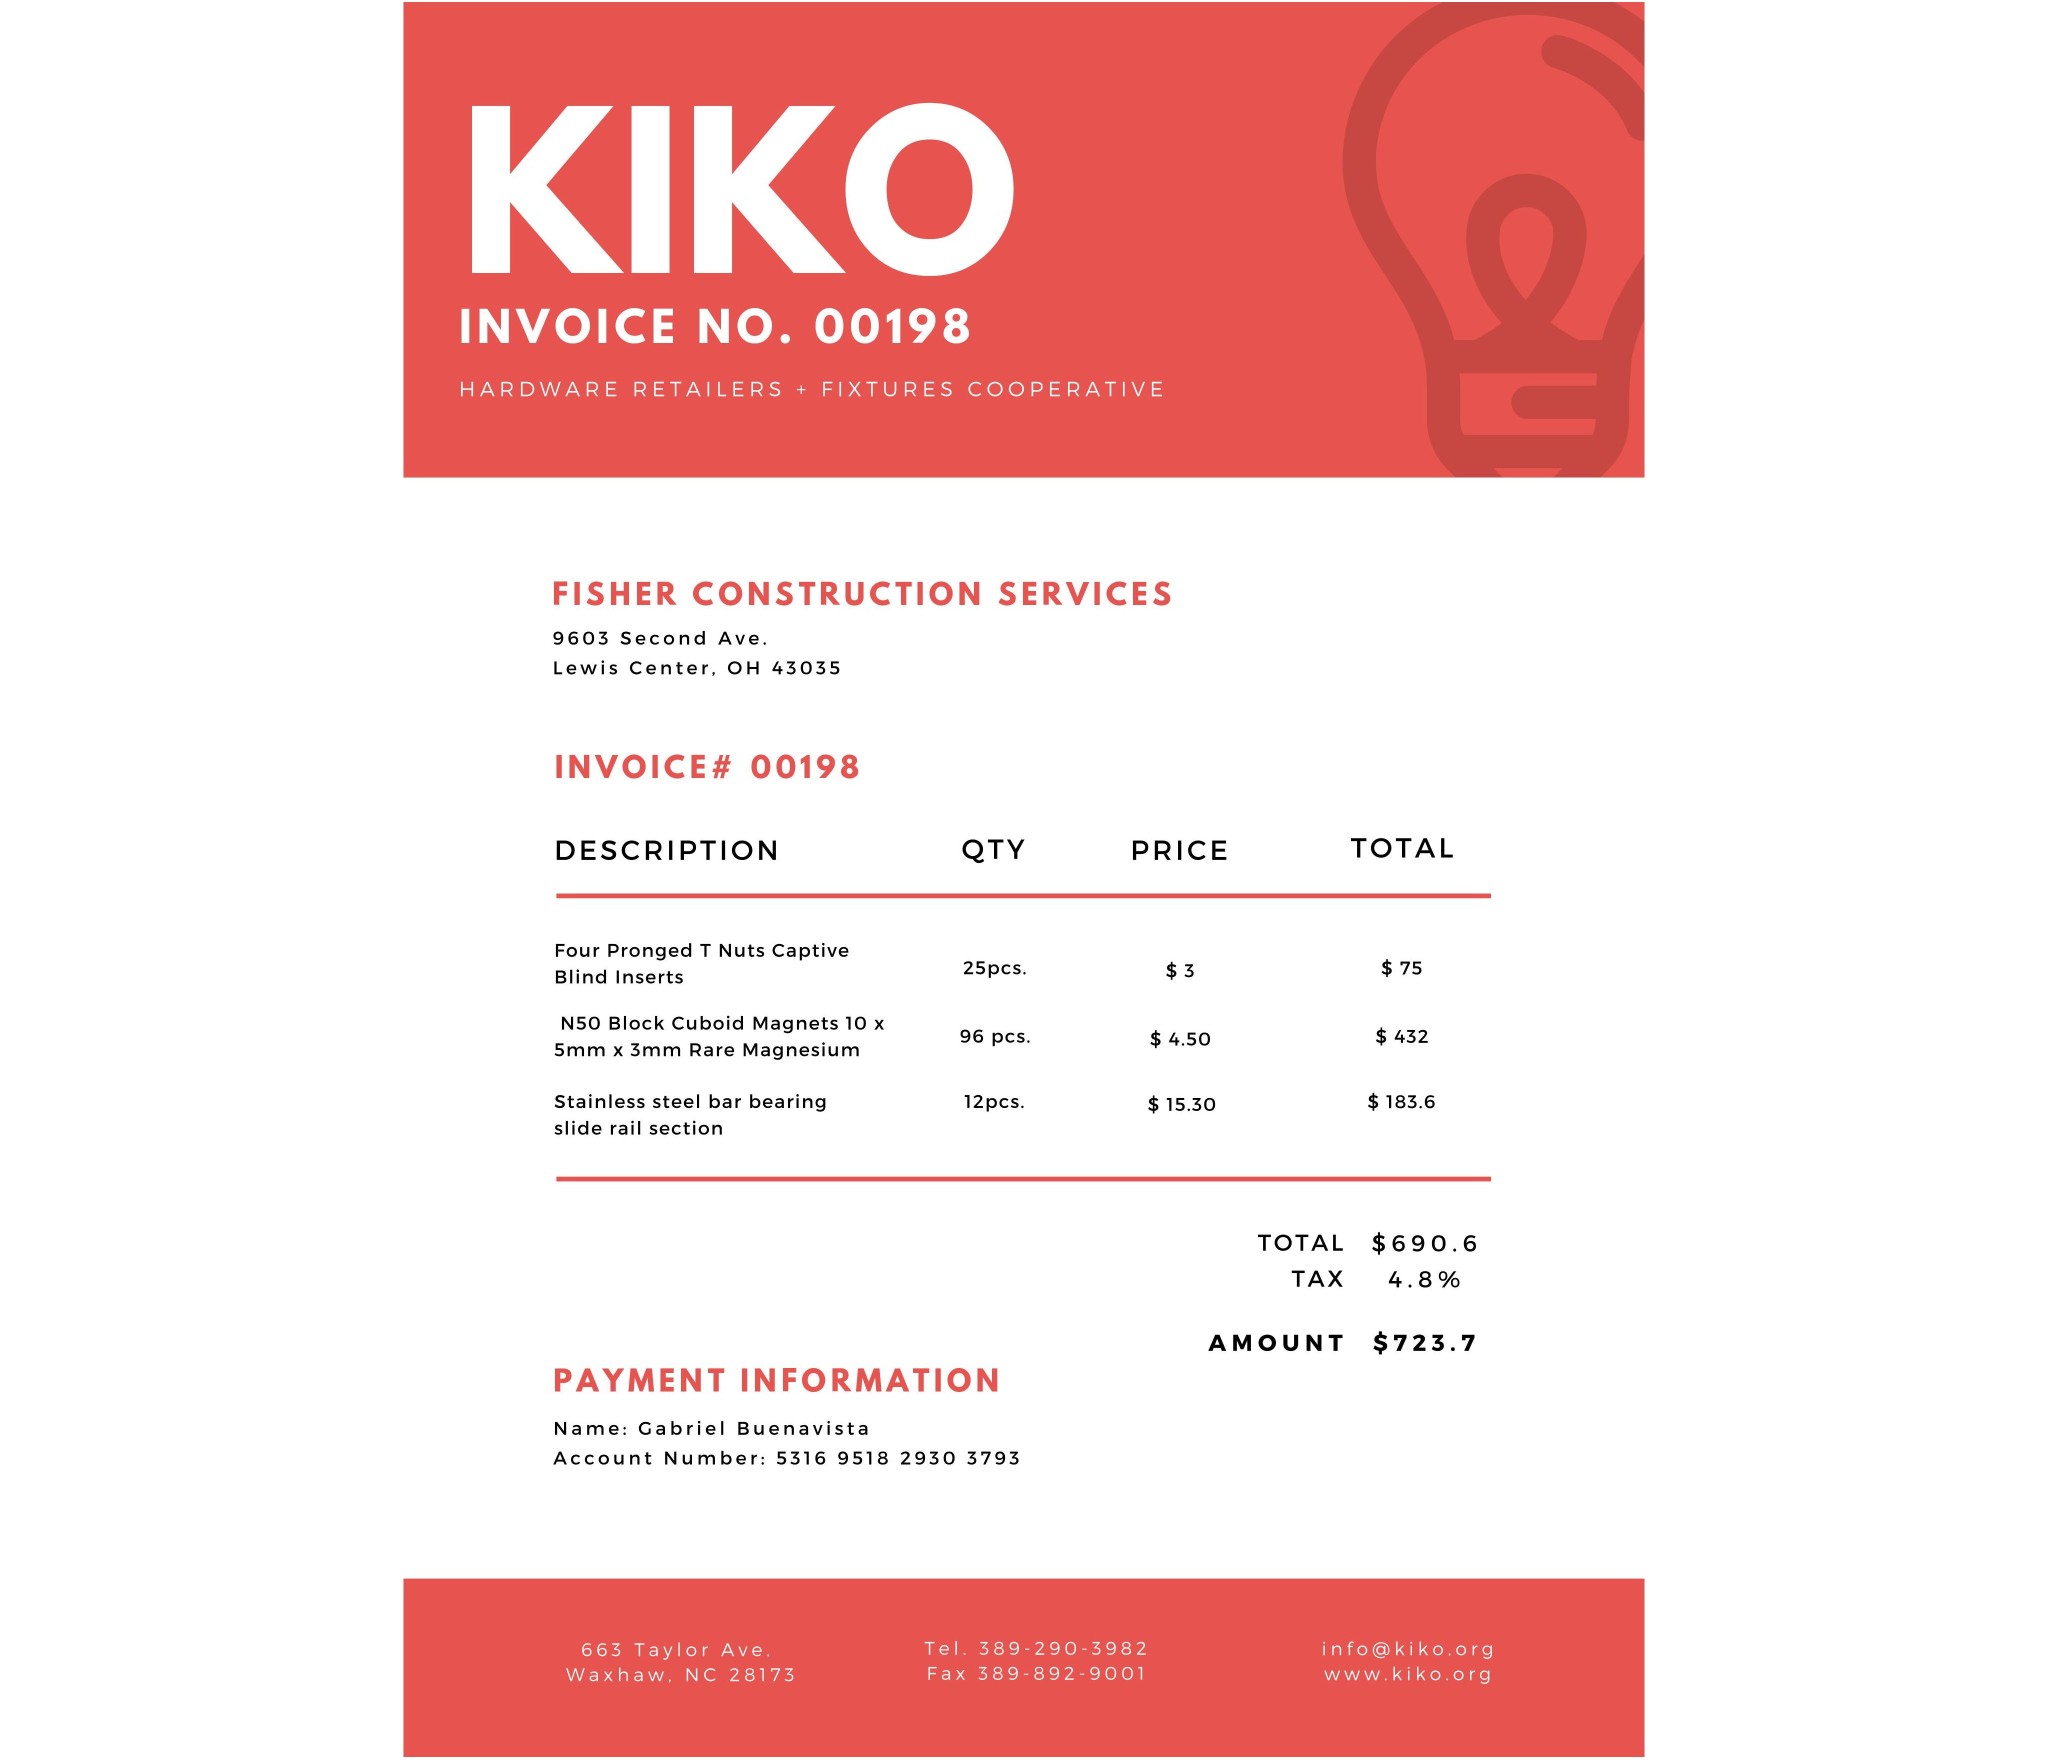 KIKO
INVOICE NO. 00198
HARDWARE RETAILERS + FIXTURES COOPERATIVE
FISHER CONSTRUCTION SERVICES
9603 Second Ave.
Lewis Center, OH 43035
INVOICE# 00198
DESCRIPTION QTY PRICE TOTAL
Four Pronged T Nuts Captive
Blind Inserts
25pcs. $ 3 $ 75
N50 Block Cuboid Magnets 10 x
5mm x 3mm Rare Magnesium
96 pcs. $ 4.50 $ 432
Stainless steel bar bearing
slide rail section
12pcs. $ 15.30 $ 183.6
TOTAL $690.6
TAX 4.8%
AMOUNT $723.7
PAYMENT INFORMATION
Name: Gabriel Buenavista
Account Number: 5316 9518 2930 3793
663 Taylor Ave.
Waxhaw, NC 28173
Tel. 389-290-3982
Fax 389-892-9001
info@kiko.org
www.kiko.org